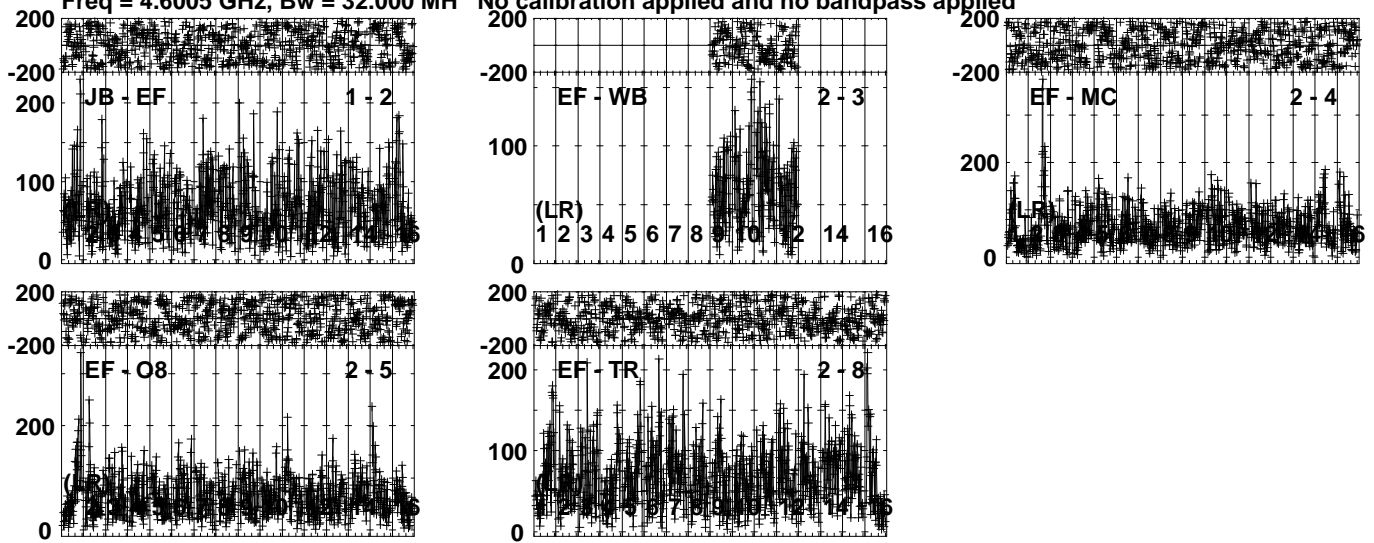 Freq = 4.6005 GHz, Bw = 32.000 MH No calibration applied and no bandpass applied
200
-200
JB - EF 1 - 2
200
100
0
200
-200
EF - WB 2 - 3
100
(LR)
1 2 3 4 5 6 7 8 9 10 12 14 16
0
200
-200
EF - MC 2 - 4
200
(LR)
0
200
-200
EF - O8 2 - 5
200
(LR)
0
200
-200
EF - TR 2 - 8
200
100
0